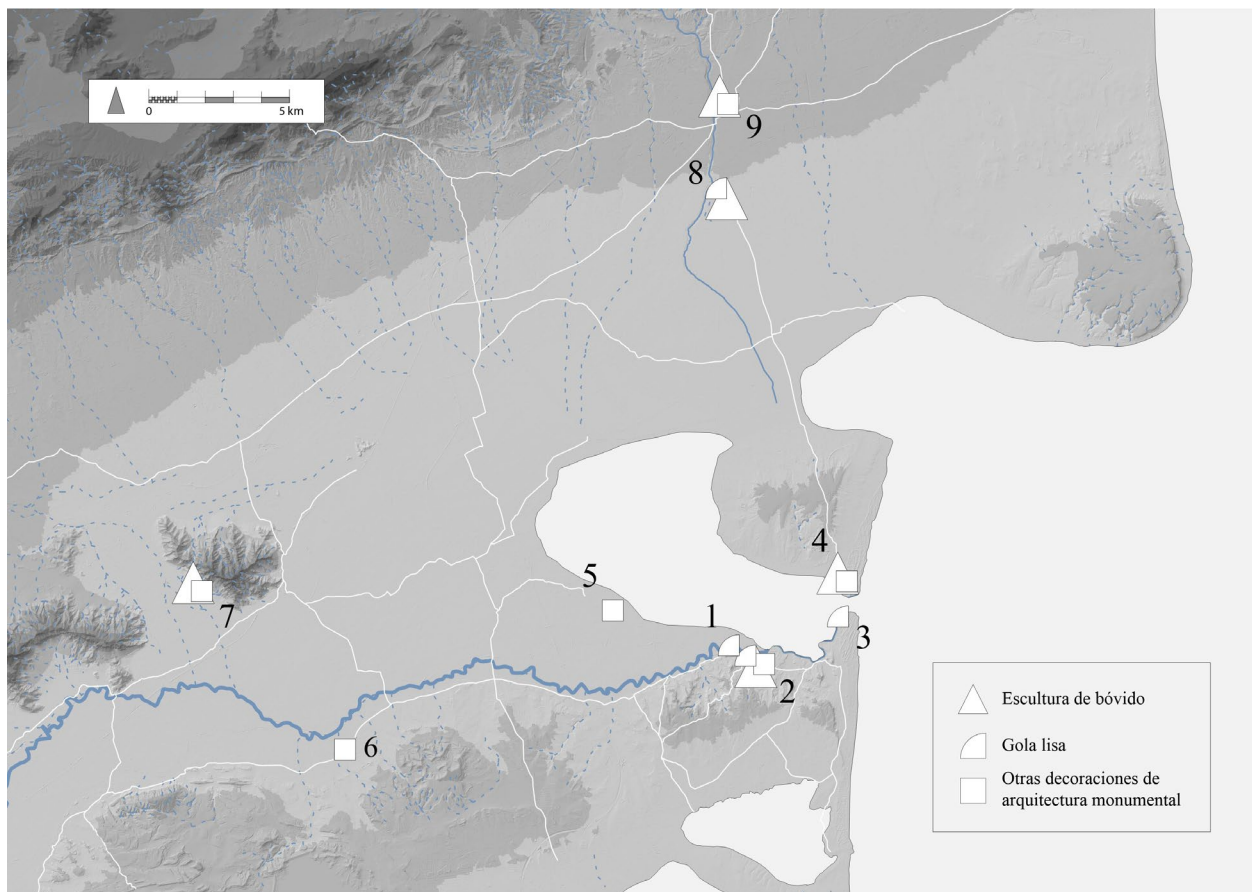 0
5 km
9
8
4
5
1
3
7
2
6
Escultura de bóvido
Gola lisa
Otras decoraciones de
arquitectura monumental